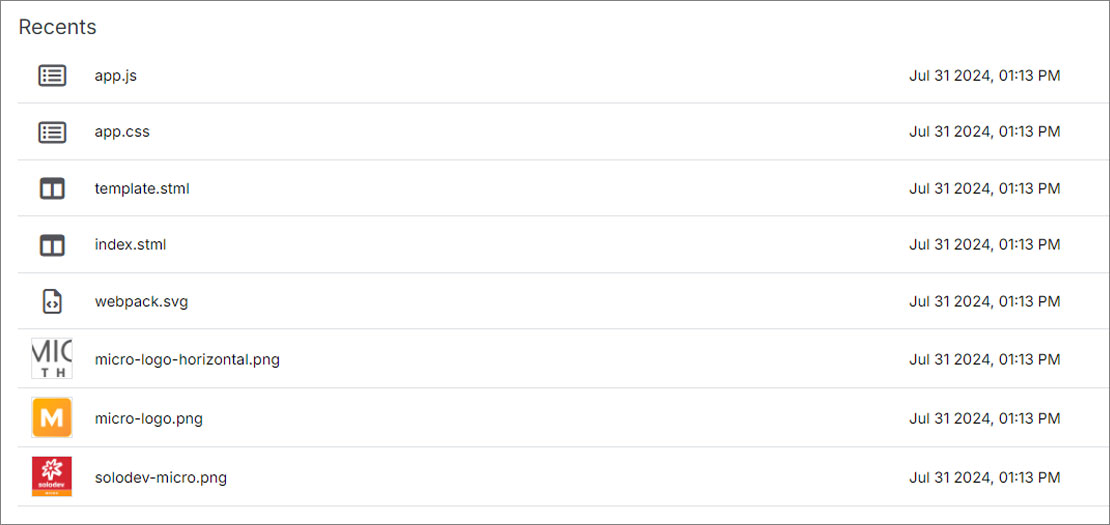 Recents
app.js Jul 31 2024, 01:13 PM
app.css Jul 31 2024, 01:13 PM
template.stml Jul 31 2024, 01:13 PM
index.stml Jul 31 2024, 01:13 PM
webpack.svg Jul 31 2024, 01:13 PM
MIC
TH
micro-logo-horizontal.png Jul 31 2024, 01:13 PM
M
micro-logo.png Jul 31 2024, 01:13 PM
solodev
solodev-micro.png Jul 31 2024, 01:13 PM